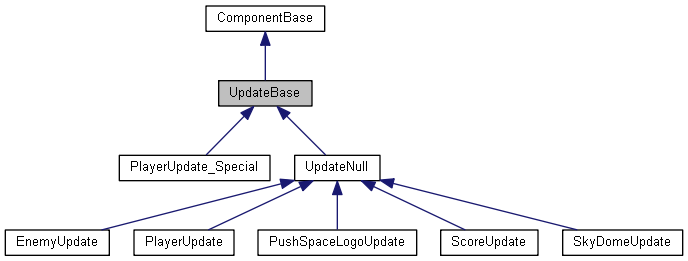 ComponentBase
UpdateBase
PlayerUpdate_Special
UpdateNull
EnemyUpdate
PlayerUpdate
PushSpaceLogoUpdate
ScoreUpdate
SkyDomeUpdate